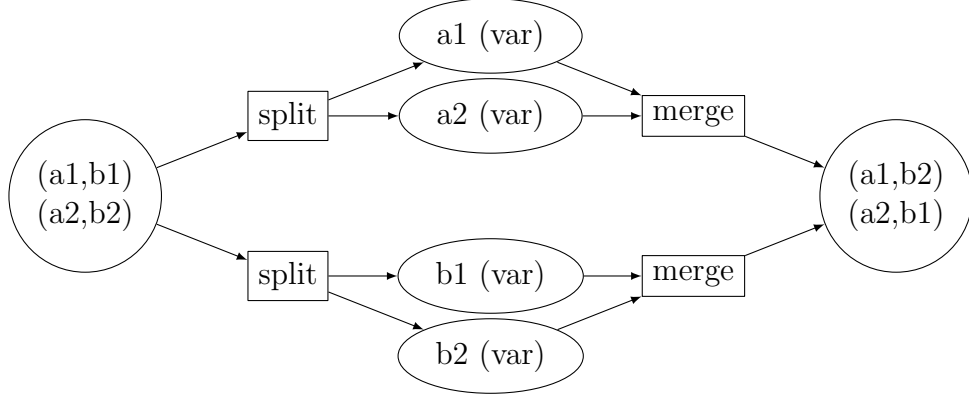 a1 (var)
split
a2 (var)
merge
(a1,b1)
(a2,b2)
(a1,b2)
(a2,b1)
split
b1 (var)
merge
b2 (var)